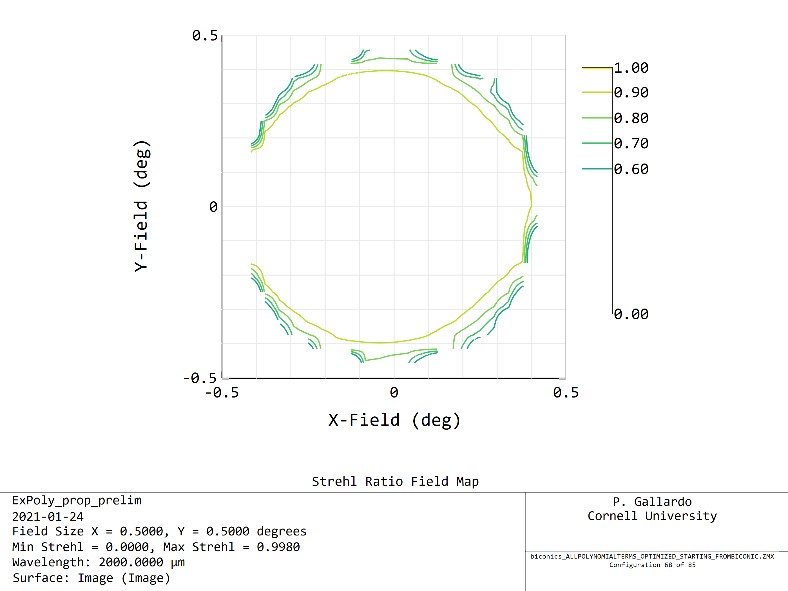 0.5
0
-0.5
-0.5
0
0.5
Y-Field (deg)
X-Field (deg)
1.00
0.90
0.80
0.70
0.60
0.00
Strehl Ratio Field Map
ExPoly_prop_prelim
2021-01-24
Field Size X = 0.5000, Y = 0.5000 degrees
Min Strehl = 0.0000, Max Strehl = 0.9980
Wavelength: 2000.0000 µm
Surface: Image (Image)
P. Gallardo
Cornell University
biconics_ALLPOLYNOMIALTERMS_OPTIMIZED_STARTING_FROMBICONIC.ZMX
Configuration 68 of 85